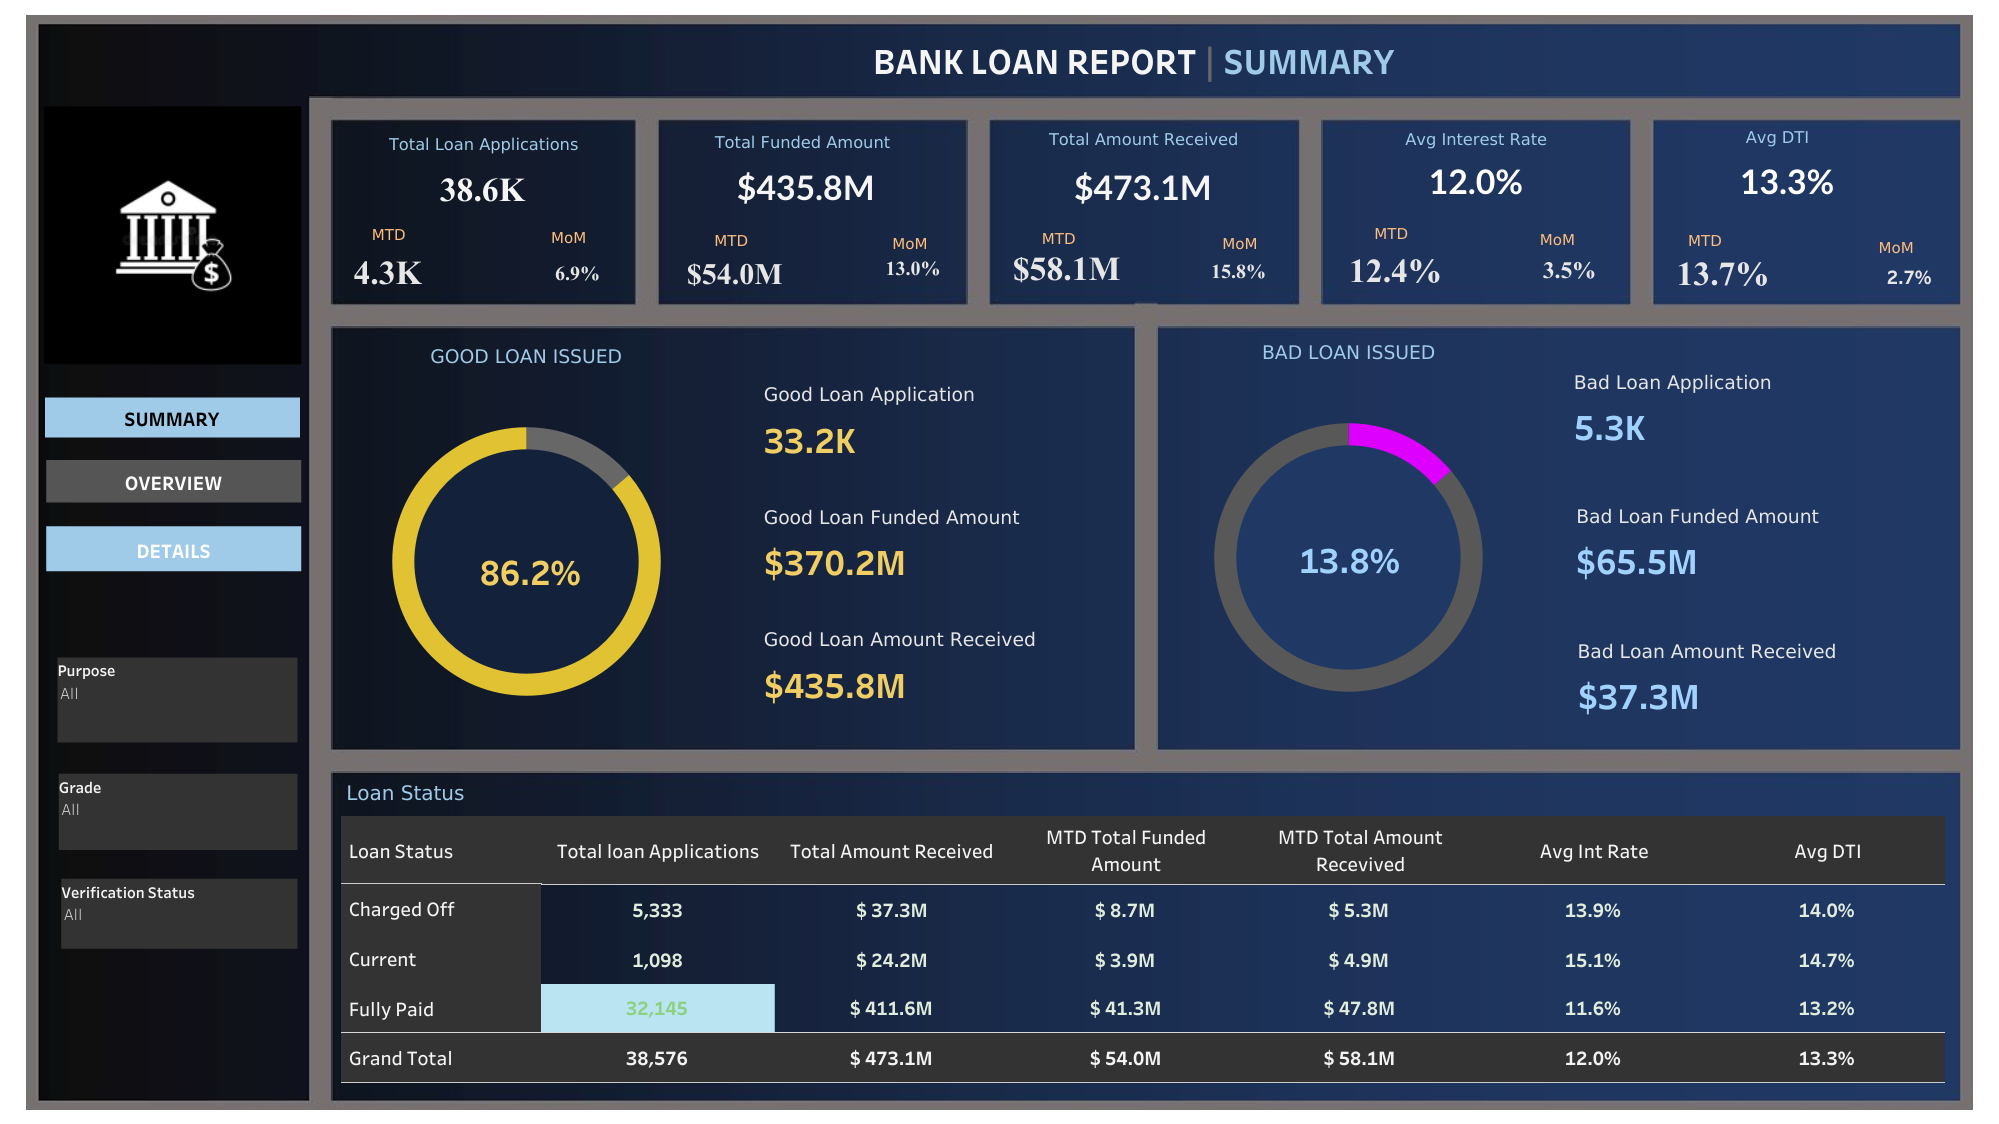 BANK LOAN REPORT | SUMMARY
Total Loan Applications
38.6K
MTD MoM
4.3K 6.9%
Total Funded Amount
$435.8M
MTD MoM
$54.0M 13.0%
Total Amount Received
$473.1M
MTD MoM
$58.1M 15.8%
Avg Interest Rate
12.0%
MTD MoM
12.4% 3.5%
Avg DTI
13.3%
MTD MoM
13.7% 2.7%
$
SUMMARY
OVERVIEW
DETAILS
Purpose
All
Grade
All
Verification Status
All
GOOD LOAN ISSUED
86.2%
Good Loan Application
33.2K
Good Loan Funded Amount
$370.2M
Good Loan Amount Received
$435.8M
BAD LOAN ISSUED
13.8%
Bad Loan Application
5.3K
Bad Loan Funded Amount
$65.5M
Bad Loan Amount Received
$37.3M
Loan Status
Loan Status Total loan Applications Total Amount Received MTD Total Funded Amount MTD Total Amount Recevived Avg Int Rate Avg DTI
Charged Off 5,333 $ 37.3M $ 8.7M $ 5.3M 13.9% 14.0%
Current 1,098 $ 24.2M $ 3.9M $ 4.9M 15.1% 14.7%
Fully Paid 32,145 $ 411.6M $ 41.3M $ 47.8M 11.6% 13.2%
Grand Total 38,576 $ 473.1M $ 54.0M $ 58.1M 12.0% 13.3%